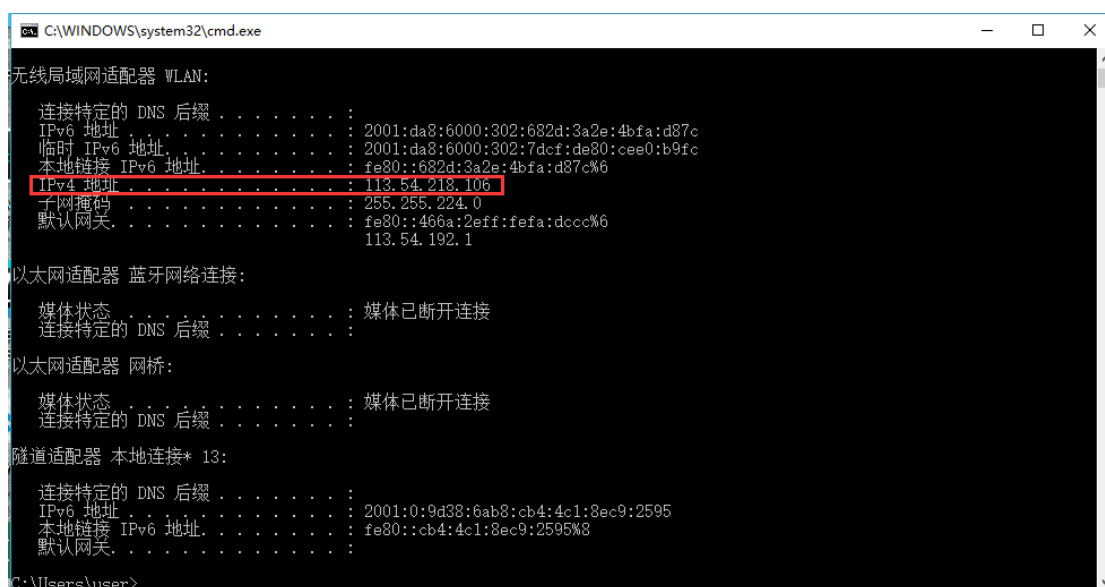 C:\WINDOWS\system32\cmd.exe
无线局域网适配器 WLAN:
连接特定的 DNS 后缀 . . . . . . . :
IPv6 地址 . . . . . . . . . . . . : 2001:da8:6000:302:682d:3a2e:4bfa:d87c
临时 IPv6 地址. . . . . . . . . . : 2001:da8:6000:302:7dcf:de80:cee0:b9fc
本地链接 IPv6 地址. . . . . . . . : fe80::682d:3a2e:4bfa:d87c%6
IPv4 地址 . . . . . . . . . . . . : 113.54.218.106
子网掩码 . . . . . . . . . . . . : 255.255.224.0
默认网关. . . . . . . . . . . . . : fe80::466a:2eff:fefa:dccc%6
113.54.192.1
以太网适配器 蓝牙网络连接:
媒体状态 . . . . . . . . . . . . : 媒体已断开连接
连接特定的 DNS 后缀 . . . . . . . :
以太网适配器 网桥:
媒体状态 . . . . . . . . . . . . : 媒体已断开连接
连接特定的 DNS 后缀 . . . . . . . :
隧道适配器 本地连接* 13:
连接特定的 DNS 后缀 . . . . . . . :
IPv6 地址 . . . . . . . . . . . . : 2001:0:9d38:6ab8:cb4:4c1:8ec9:2595
本地链接 IPv6 地址. . . . . . . . : fe80::cb4:4c1:8ec9:2595%8
默认网关. . . . . . . . . . . . . :
C:\Users\user>